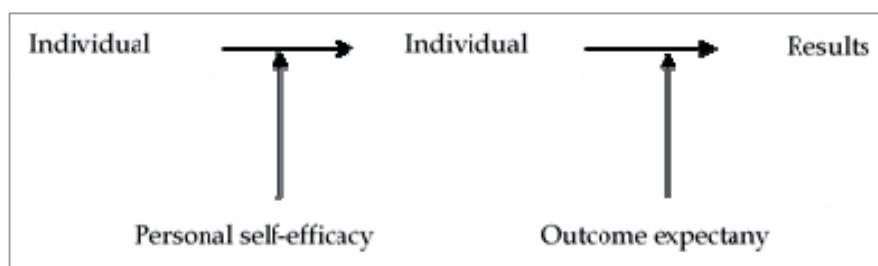 Individual Individual Results
Personal self-efficacy Outcome expectany